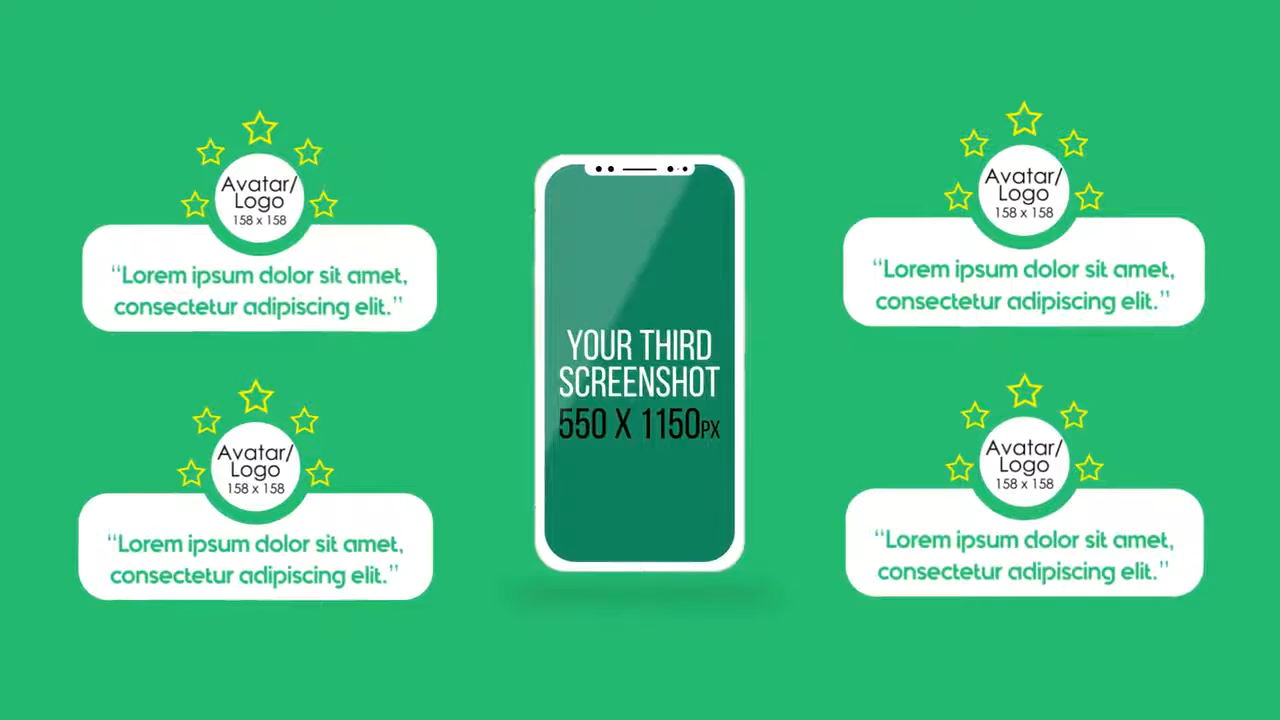 Avatar/
Logo
158 x 158
“Lorem ipsum dolor sit amet,
consectetur adipiscing elit.”
Avatar/
Logo
158 x 158
“Lorem ipsum dolor sit amet,
consectetur adipiscing elit.”
YOUR THIRD
SCREENSHOT
550 X 1150PX
Avatar/
Logo
158 x 158
“Lorem ipsum dolor sit amet,
consectetur adipiscing elit.”
Avatar/
Logo
158 x 158
“Lorem ipsum dolor sit amet,
consectetur adipiscing elit.”